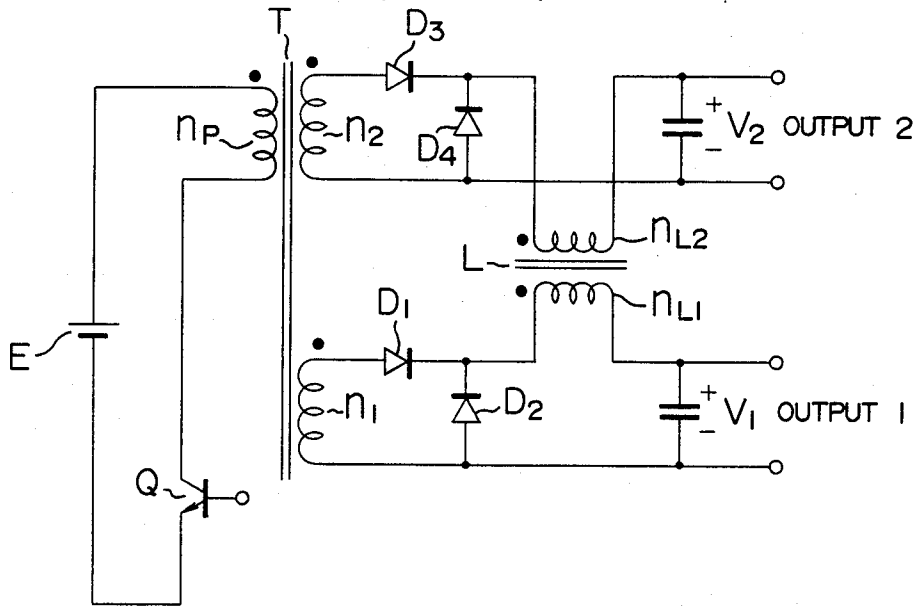 T
D3
nP
n2
D4
+
V2 OUTPUT 2
−
nL2
L
nL1
D1
E
n1
D2
+
V1 OUTPUT 1
−
Q